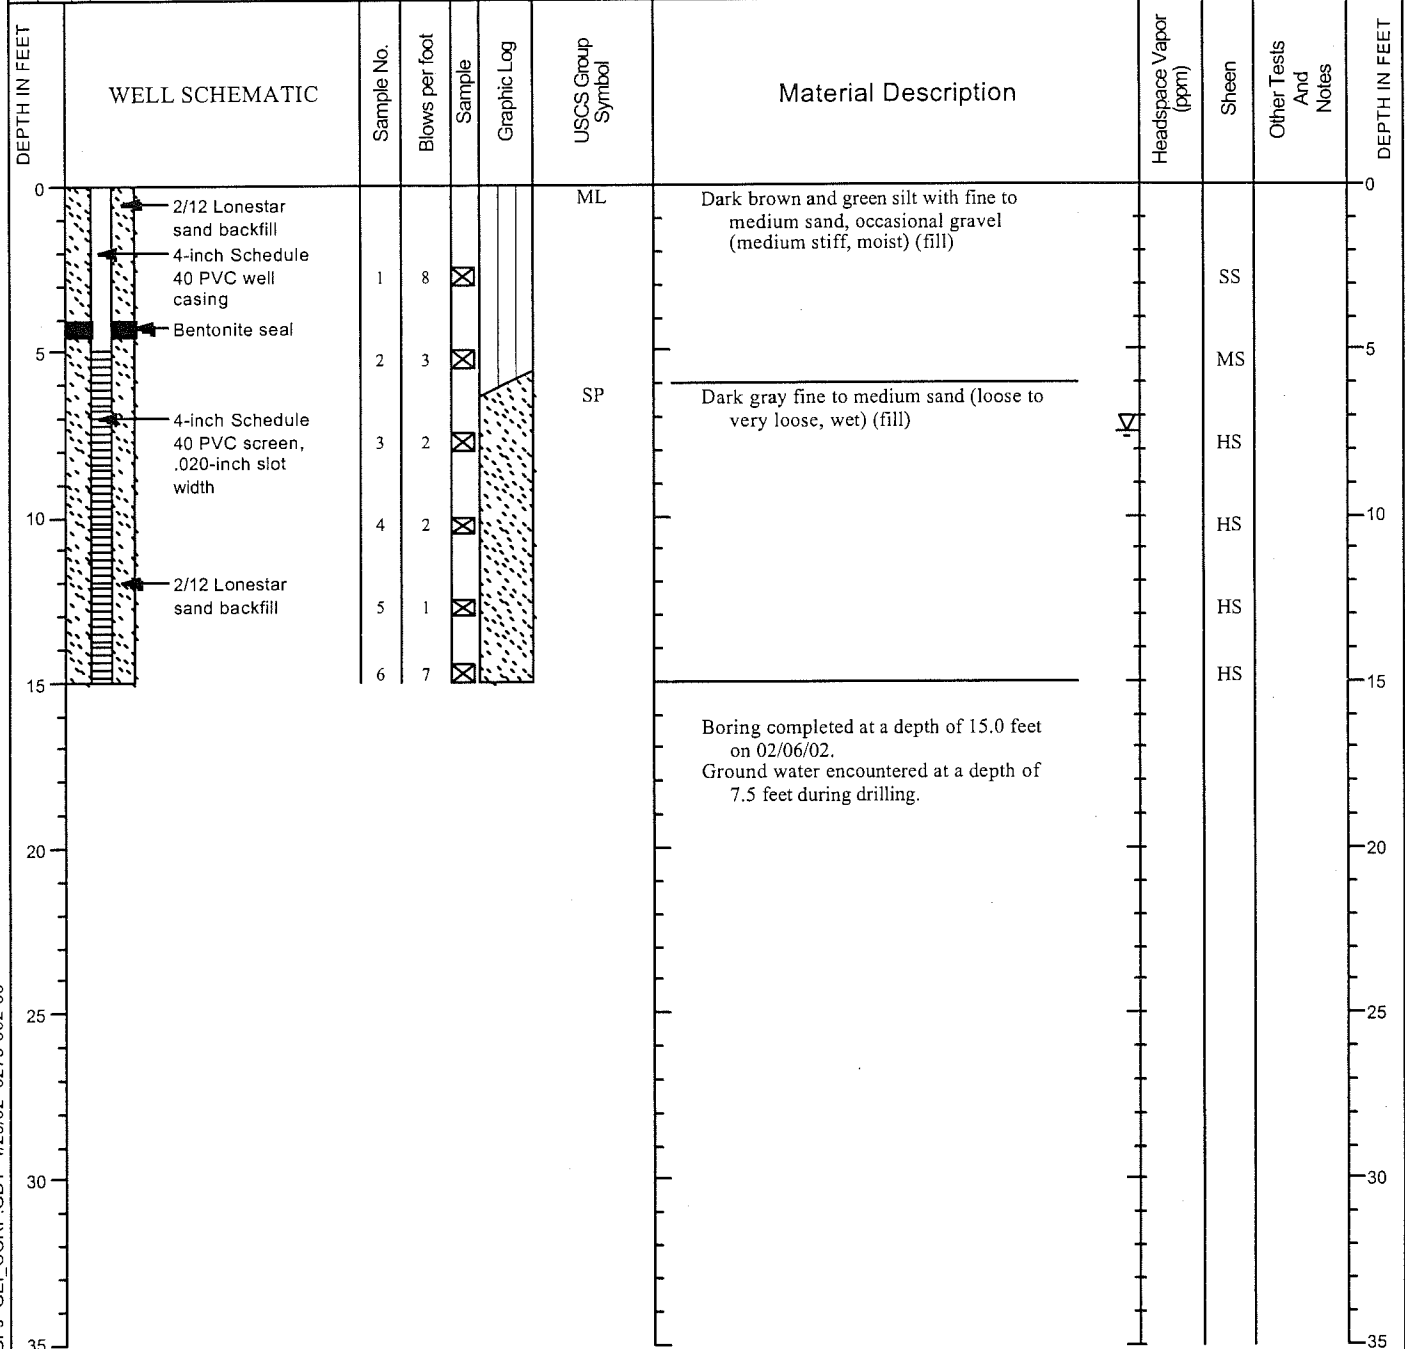 DEPTH IN FEET
WELL SCHEMATIC
Sample No.
Blows per foot
Sample
Graphic Log
USCS Group
Symbol
Material Description
Headspace Vapor
(ppm)
Sheen
Other Tests
And
Notes
DEPTH IN FEET
0
2/12 Lonestar
sand backfill
4-inch Schedule
40 PVC well
casing
Bentonite seal
5
4-inch Schedule
40 PVC screen,
.020-inch slot
width
10
2/12 Lonestar
sand backfill
15
20
25
30
35
1 8
2 3
3 2
4 2
5 1
6 7
ML
SP
Dark brown and green silt with fine to
medium sand, occasional gravel
(medium stiff, moist) (fill)
Dark gray fine to medium sand (loose to
very loose, wet) (fill)
Boring completed at a depth of 15.0 feet
on 02/06/02.
Ground water encountered at a depth of
7.5 feet during drilling.
SS
MS
HS
HS
HS
HS
0
5
10
15
20
25
30
35